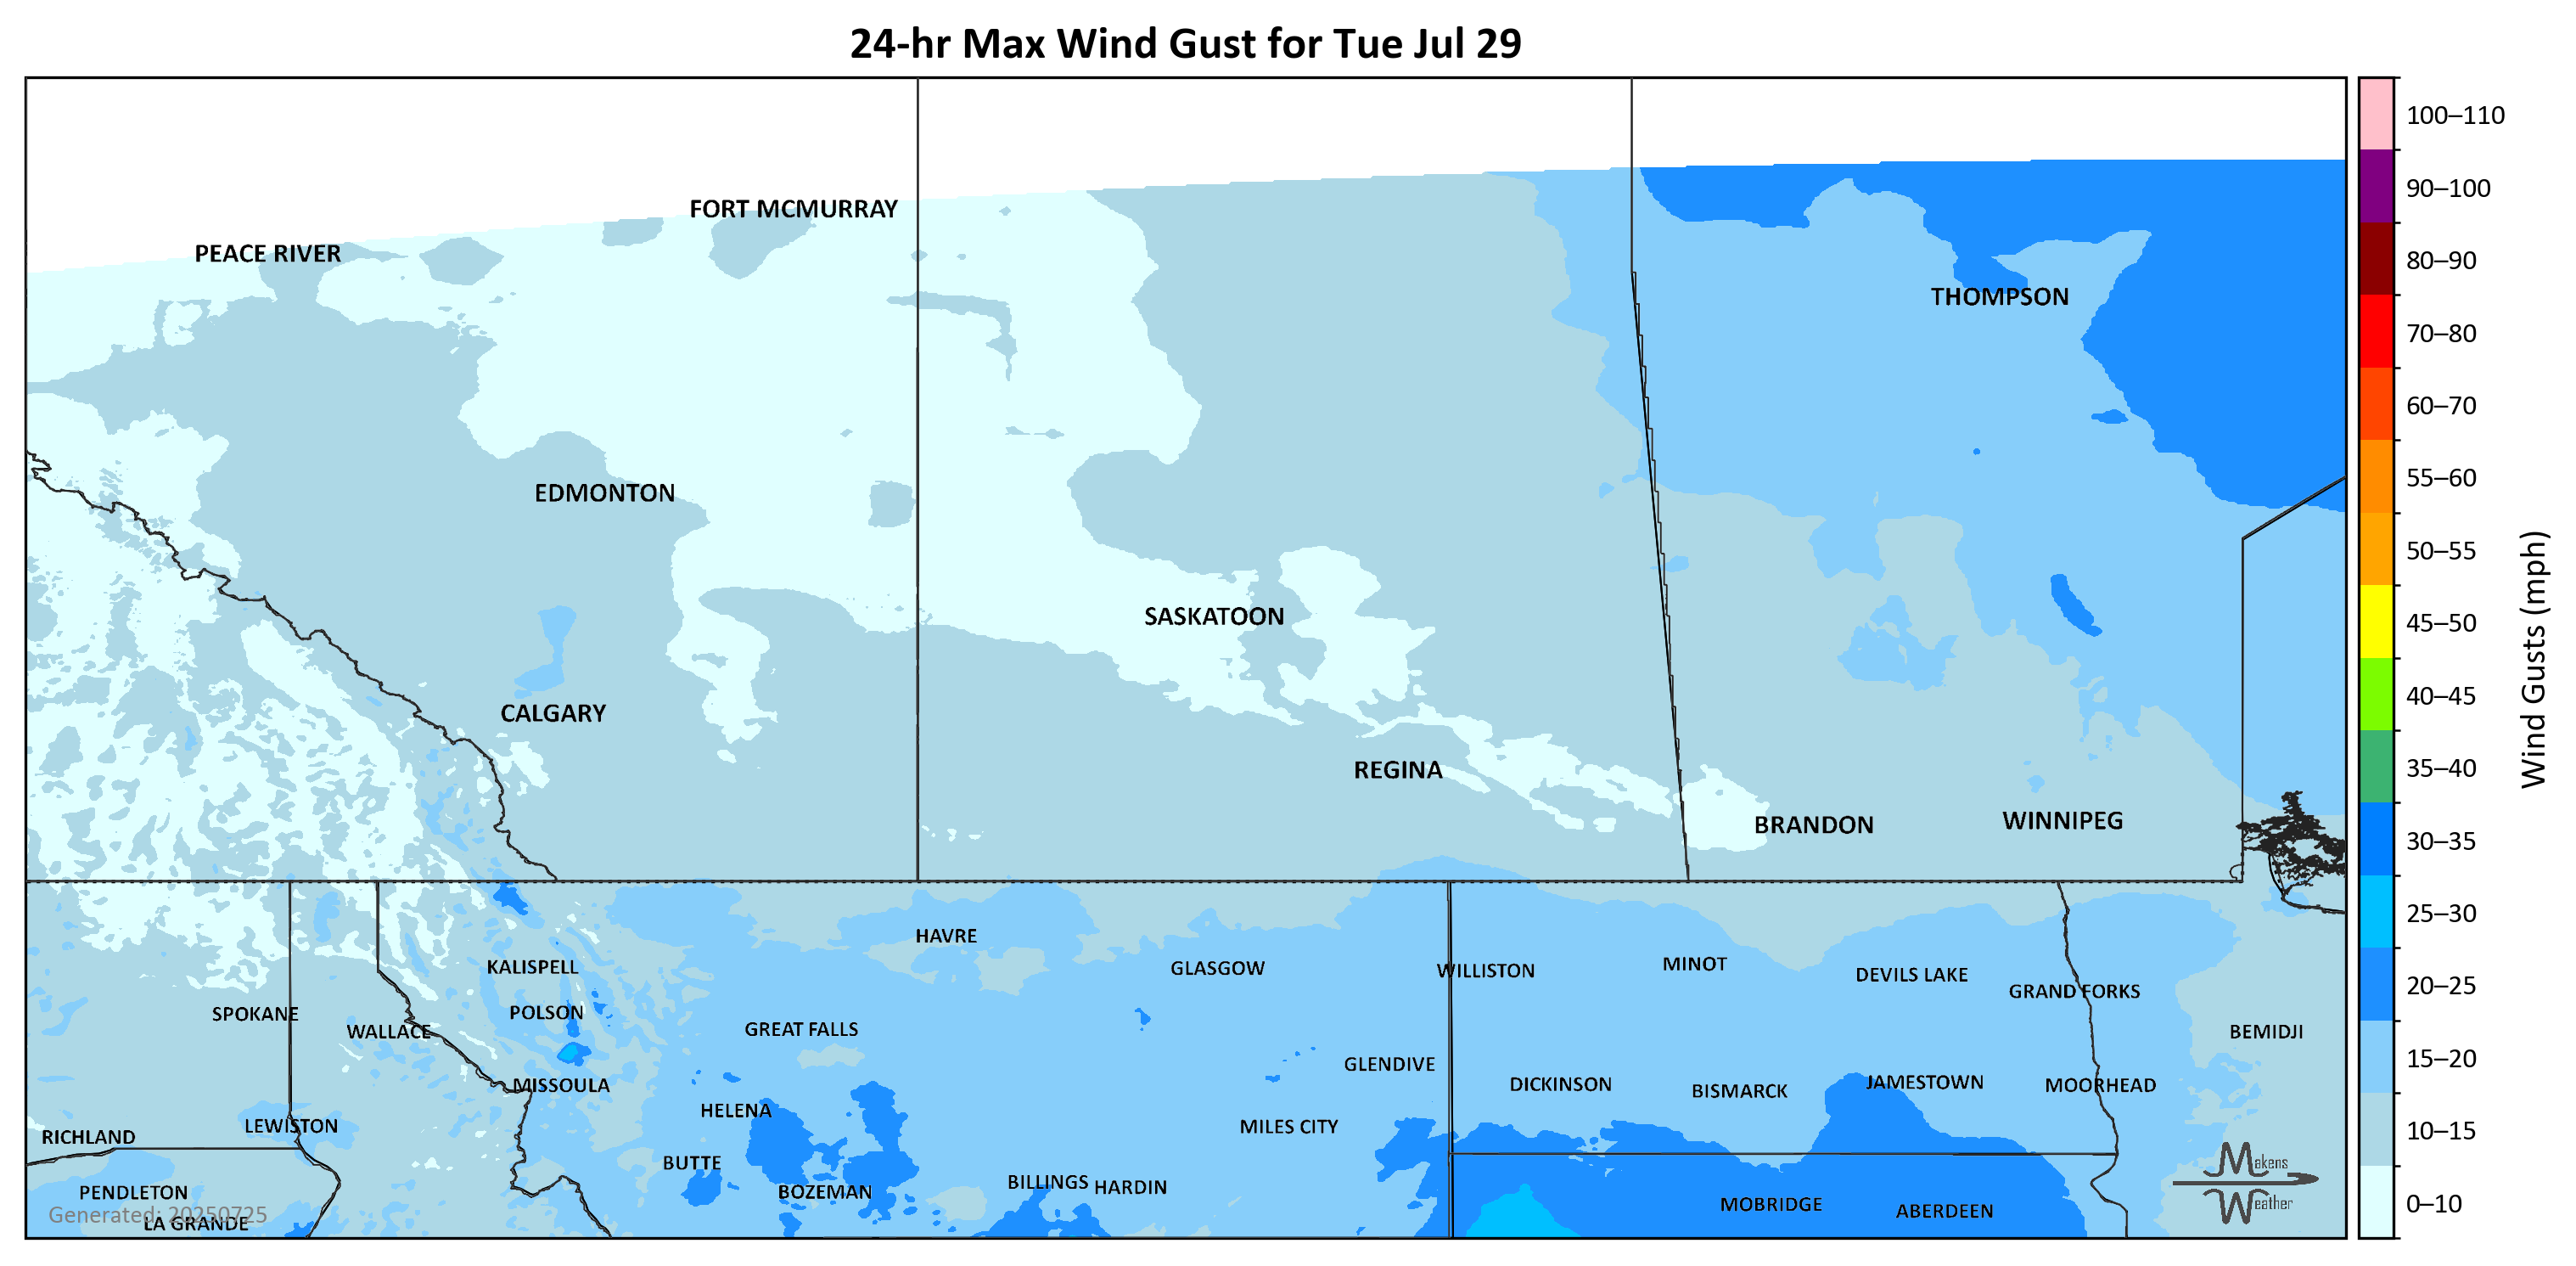 24-hr Max Wind Gust for Tue Jul 29
FORT MCMURRAY
PEACE RIVER
THOMPSON
EDMONTON
SASKATOON
CALGARY
REGINA
BRANDON
WINNIPEG
HAVRE
KALISPELL
GLASGOW
WILLISTON
MINOT
DEVILS LAKE
GRAND FORKS
SPOKANE
POLSON
WALLACE
GREAT FALLS
BEMIDJI
GLENDIVE
MISSOULA
DICKINSON
BISMARCK
JAMESTOWN
MOORHEAD
HELENA
LEWISTON
MILES CITY
RICHLAND
BUTTE
BILLINGS
HARDIN
PENDLETON
BOZEMAN
MOBRIDGE
ABERDEEN
Generated: 20250725
LA GRANDE
Makens
Weather
100–110
90–100
80–90
70–80
60–70
55–60
50–55
45–50
40–45
35–40
30–35
25–30
20–25
15–20
10–15
0–10
Wind Gusts (mph)